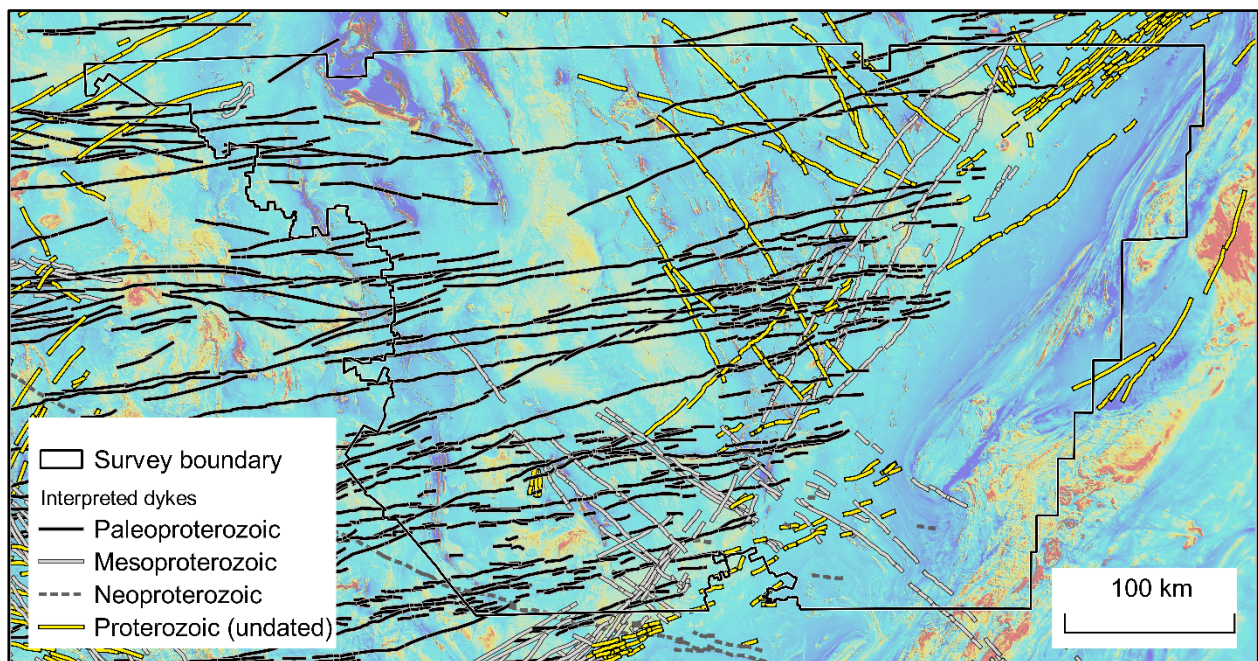 Survey boundary
Interpreted dykes
Paleoproterozoic
Mesoproterozoic
Neoproterozoic
Proterozoic (undated)
100 km